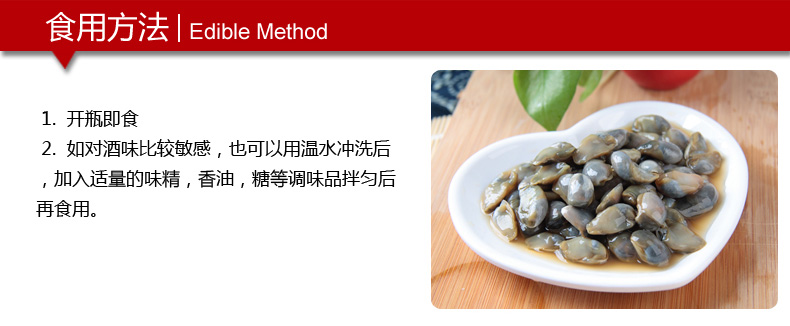 食用方法 | Edible Method
1. 开瓶即食
2. 如对酒味比较敏感，也可以用温水冲洗后
，加入适量的味精，香油，糖等调味品拌匀后
再食用。